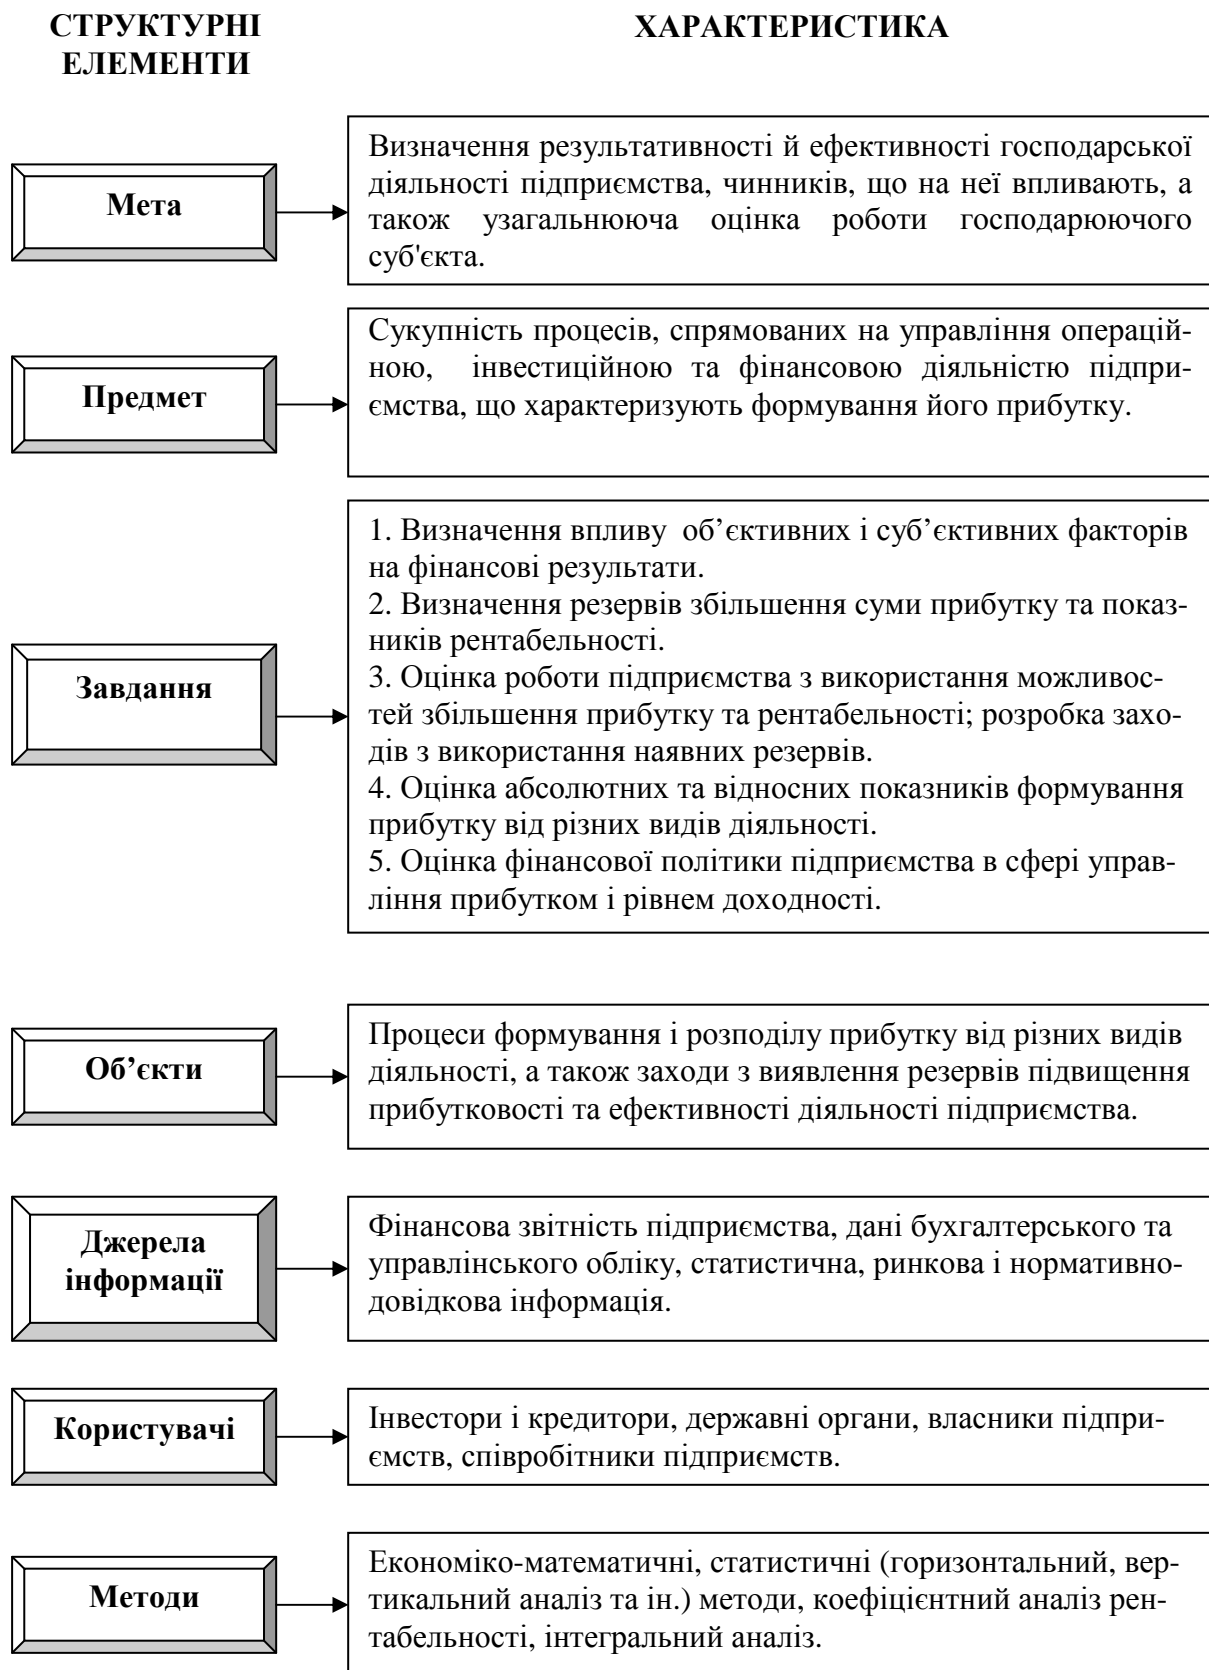 СТРУКТУРНІ
ЕЛЕМЕНТИ
ХАРАКТЕРИСТИКА
Мета
Визначення результативності й ефективності господарської
діяльності підприємства, чинників, що на неї впливають, а
також узагальнююча оцінка роботи господарюючого
суб'єкта.
Предмет
Сукупність процесів, спрямованих на управління операцій-
ною, інвестиційною та фінансовою діяльністю підпри-
ємства, що характеризують формування його прибутку.
Завдання
1. Визначення впливу об’єктивних і суб’єктивних факторів
на фінансові результати.
2. Визначення резервів збільшення суми прибутку та показ-
ників рентабельності.
3. Оцінка роботи підприємства з використання можливос-
тей збільшення прибутку та рентабельності; розробка захо-
дів з використання наявних резервів.
4. Оцінка абсолютних та відносних показників формування
прибутку від різних видів діяльності.
5. Оцінка фінансової політики підприємства в сфері управ-
ління прибутком і рівнем доходності.
Об’єкти
Процеси формування і розподілу прибутку від різних видів
діяльності, а також заходи з виявлення резервів підвищення
прибутковості та ефективності діяльності підприємства.
Джерела
інформації
Фінансова звітність підприємства, дані бухгалтерського та
управлінського обліку, статистична, ринкова і нормативно-
довідкова інформація.
Користувачі
Інвестори і кредитори, державні органи, власники підпри-
ємств, співробітники підприємств.
Методи
Економіко-математичні, статистичні (горизонтальний, вер-
тикальний аналіз та ін.) методи, коефіцієнтний аналіз рен-
табельності, інтегральний аналіз.